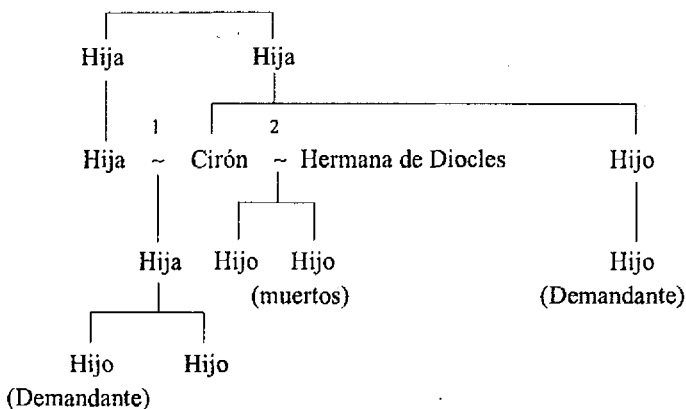 Hija Hija
1 2
Hija ~ Cirón ~ Hermana de Diocles Hijo
Hija Hijo Hijo Hijo
(muertos) (Demandante)
Hijo Hijo
(Demandante)